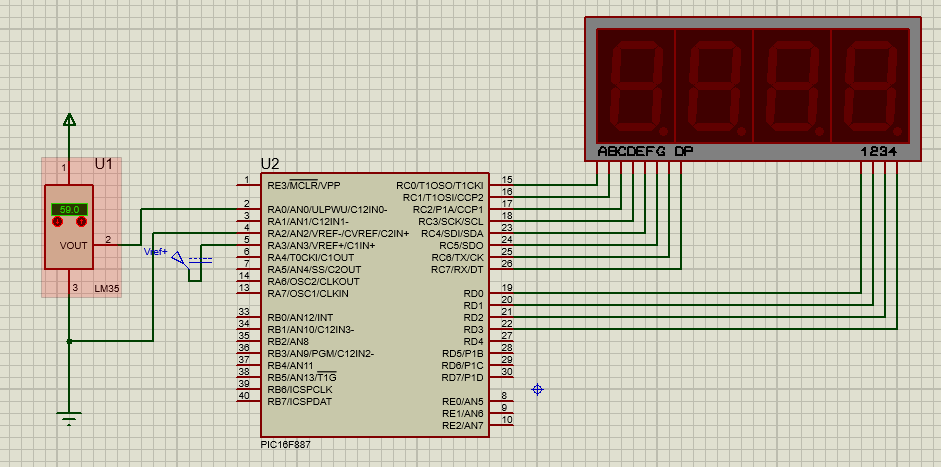 ABCDEFG DP
1234
U1
1
59.0
VOUT
2
3
LM35
Vref+
U2
1 RE3/MCLR/VPP
2 RA0/AN0/ULPWU/C12IN0-
3 RA1/AN1/C12IN1-
4 RA2/AN2/VREF-/CVREF/C2IN+
5 RA3/AN3/VREF+/C1IN+
6 RA4/T0CKI/C1OUT
7 RA5/AN4/SS/C2OUT
14 RA6/OSC2/CLKOUT
13 RA7/OSC1/CLKIN
33 RB0/AN12/INT
34 RB1/AN10/C12IN3-
35 RB2/AN8
36 RB3/AN9/PGM/C12IN2-
37 RB4/AN11
38 RB5/AN13/T1G
39 RB6/ICSPCLK
40 RB7/ICSPDAT
RC0/T1OSO/T1CKI 15
RC1/T1OSI/CCP2 16
RC2/P1A/CCP1 17
RC3/SCK/SCL 18
RC4/SDI/SDA 23
RC5/SDO 24
RC6/TX/CK 25
RC7/RX/DT 26
RD0 19
RD1 20
RD2 21
RD3 22
RD4 27
RD5/P1B 28
RD6/P1C 29
RD7/P1D 30
RE0/AN5 8
RE1/AN6 9
RE2/AN7 10
PIC16F887